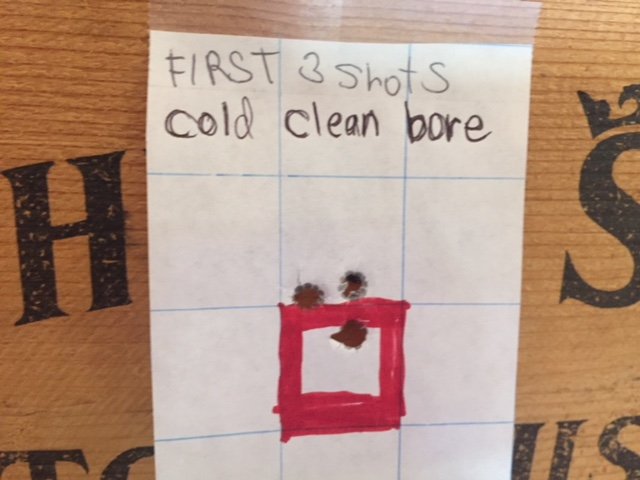 FIRST 3 Shots
cold clean bore
H
Š